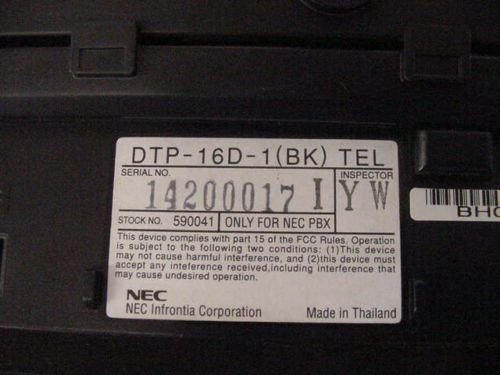 DTP-16D-1(BK) TEL
SERIAL NO. 14200017 I
INSPECTOR YW
STOCK NO. 590041 ONLY FOR NEC PBX
This device complies with part 15 of the FCC Rules. Operation
is subject to the following two conditions: (1)This device
may not cause harmful interference, and (2)this device must
accept any interference received,including interference that
may cause undesired operation.
NEC
NEC Infrontia Corporation Made in Thailand